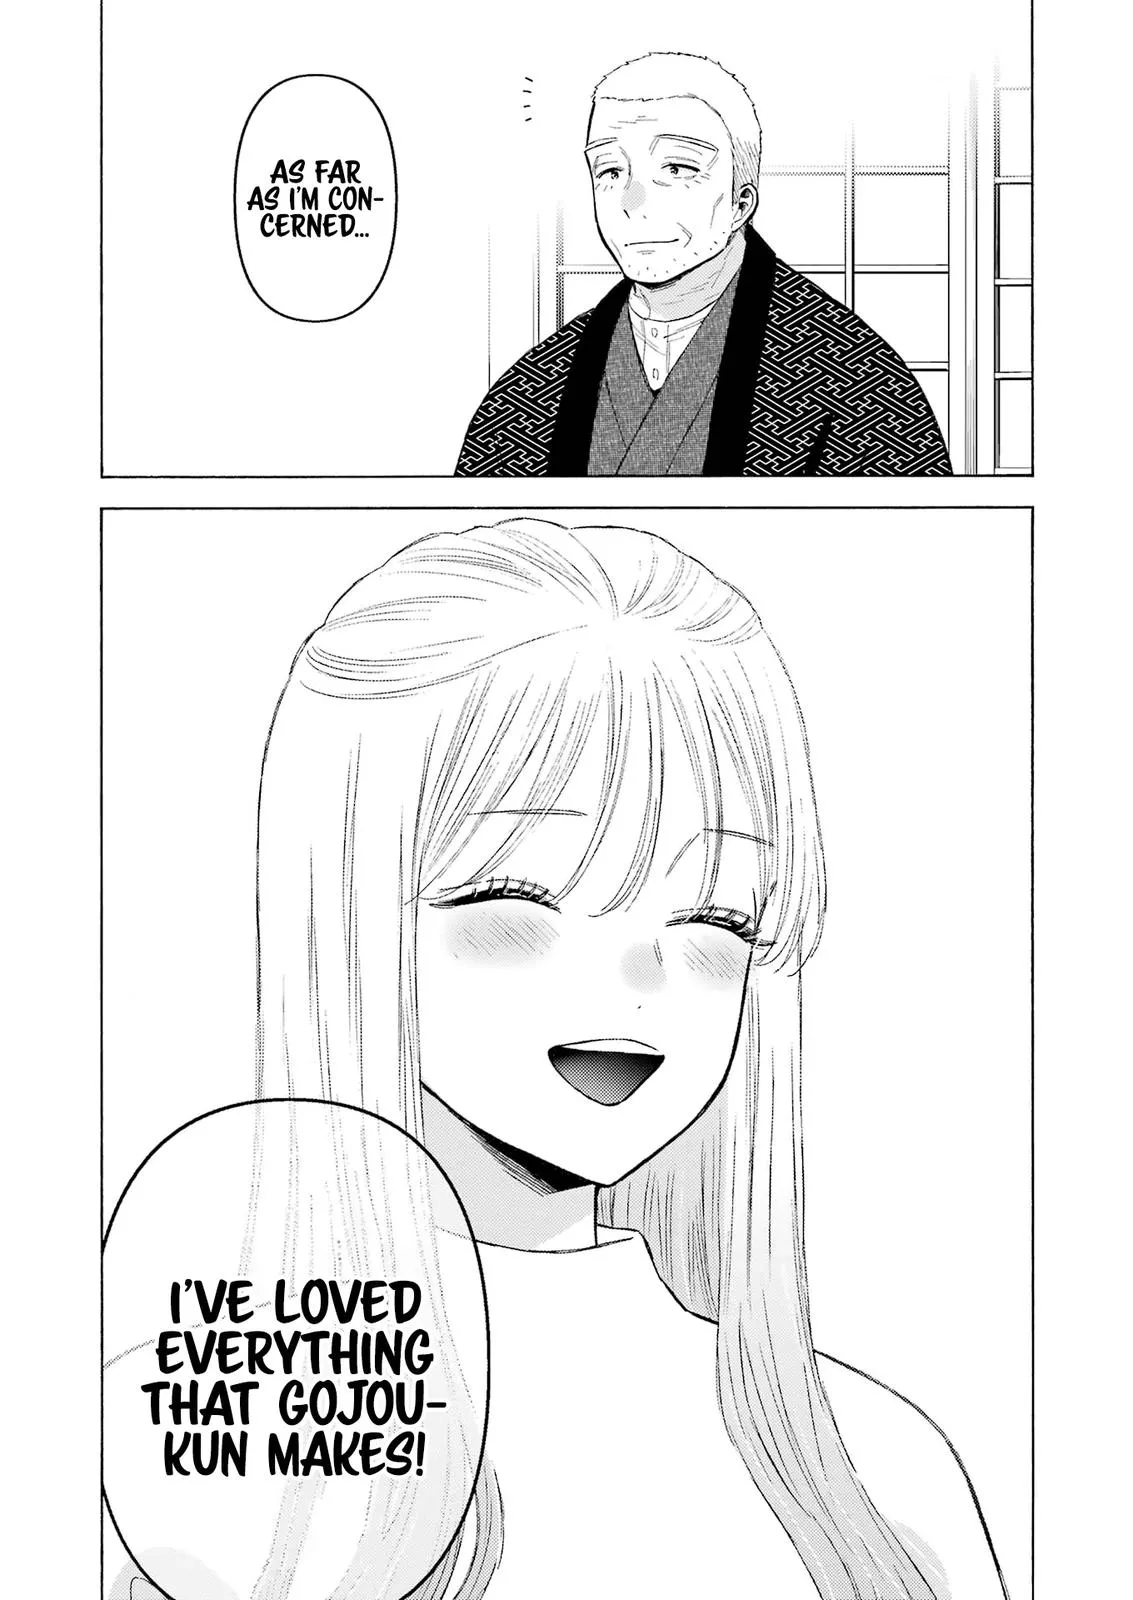 AS FAR
AS I'M CON-
CERNED...
I'VE LOVED
EVERYTHING
THAT GOJOU-
KUN MAKES!